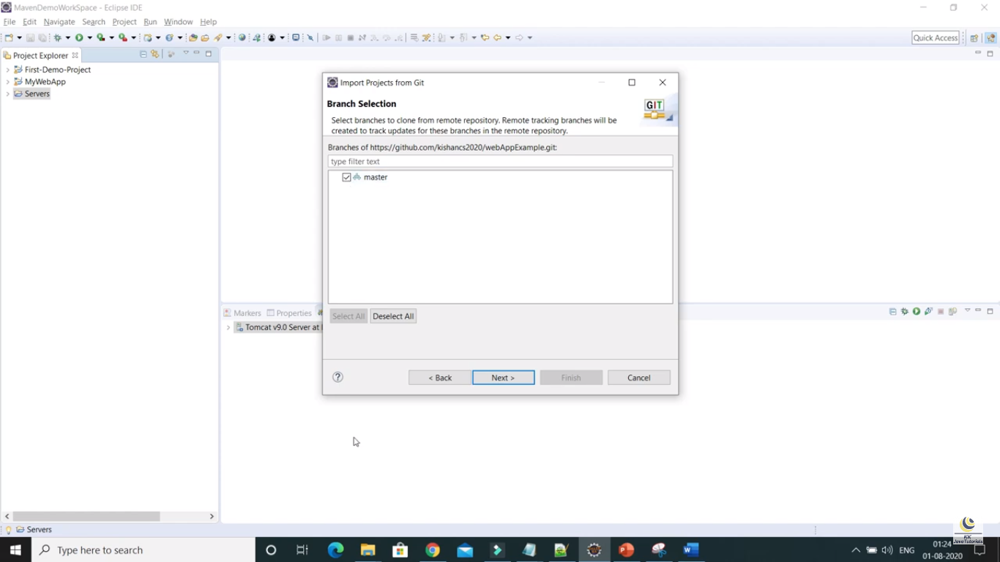 MavenDemoWorkSpace - Eclipse IDE
File Edit Navigate Search Project Run Window Help
Quick Access
Project Explorer
First-Demo-Project
MyWebApp
Servers
Import Projects from Git
Branch Selection
GIT
Select branches to clone from remote repository. Remote tracking branches will be
created to track updates for these branches in the remote repository.
Branches of https://github.com/kishancs2020/webAppExample.git:
type filter text
master
Select All Deselect All
< Back Next > Finish Cancel
Markers Properties
Tomcat v9.0 Server at
Servers
KK
JavaTutorials
Type here to search
ENG
01:24
01-08-2020